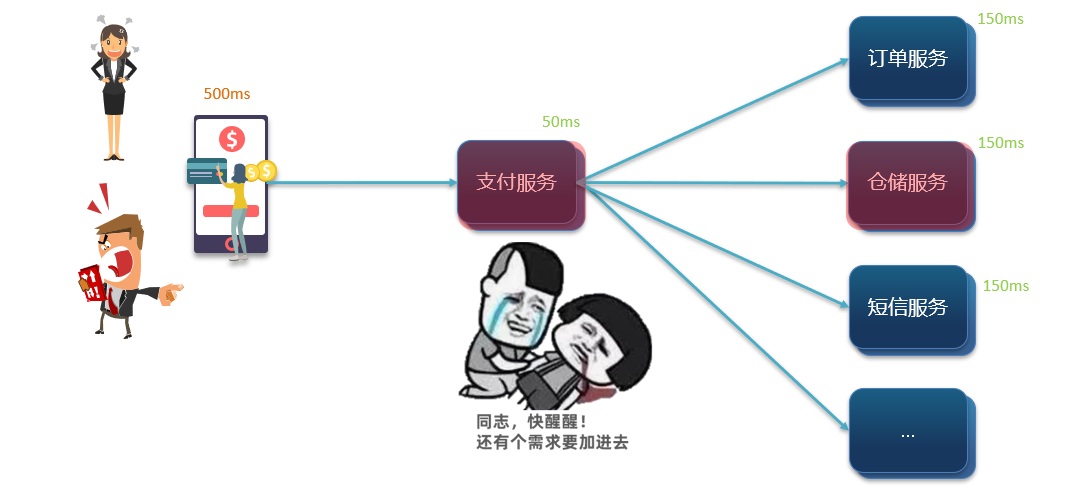 500ms
$
$
$
50ms
支付服务
150ms
订单服务
150ms
仓储服务
150ms
短信服务
...
同志，快醒醒！
还有个需求要加进去